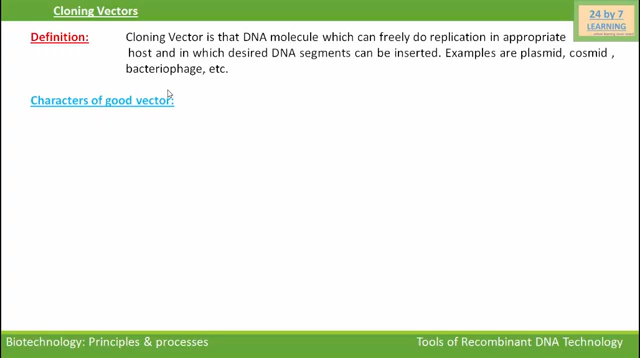 Cloning Vectors
24 by 7
LEARNING
Definition: Cloning Vector is that DNA molecule which can freely do replication in appropriate
host and in which desired DNA segments can be inserted. Examples are plasmid, cosmid ,
bacteriophage, etc.
Characters of good vector:
Biotechnology: Principles & processes
Tools of Recombinant DNA Technology